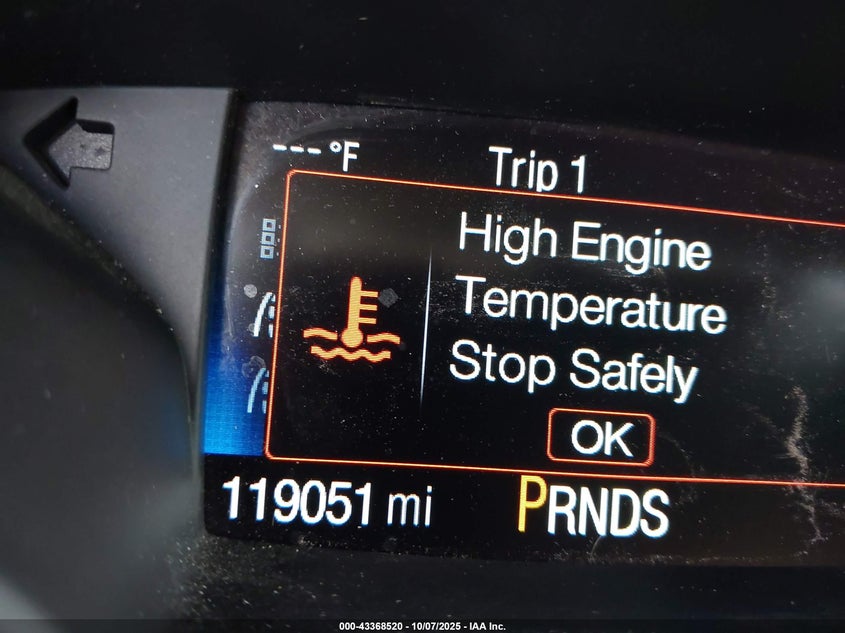 ---°F
Trip 1
High Engine
Temperature
Stop Safely
OK
119051 mi
PRNDS
000-43368520 - 10/07/2025 - IAA Inc.